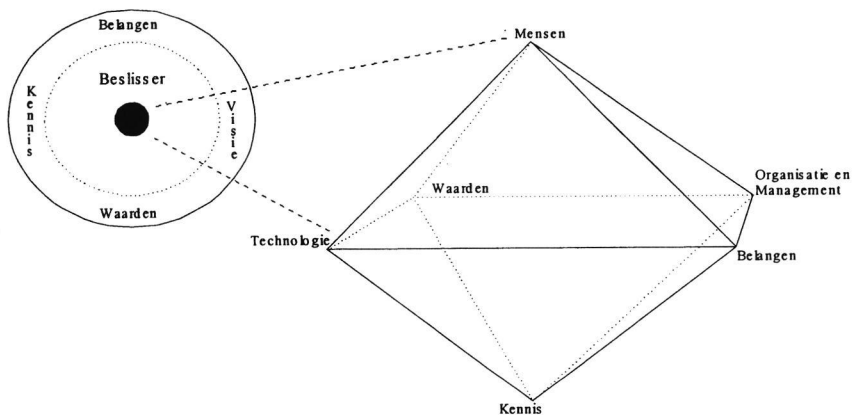 Belangen
Beslisser
Kennis
Visie
Waarden
Mensen
Waarden
Organisatie en
Management
Technologie
Belangen
Kennis